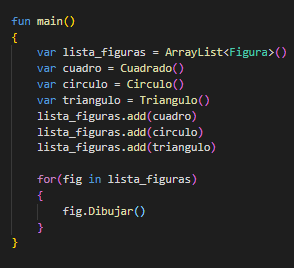 fun main()
{
    var lista_figuras = ArrayList<Figura>()
    var cuadro = Cuadrado()
    var circulo = Circulo()
    var triangulo = Triangulo()
    lista_figuras.add(cuadro)
    lista_figuras.add(circulo)
    lista_figuras.add(triangulo)

    for(fig in lista_figuras)
    {
        fig.Dibujar()
    }
}